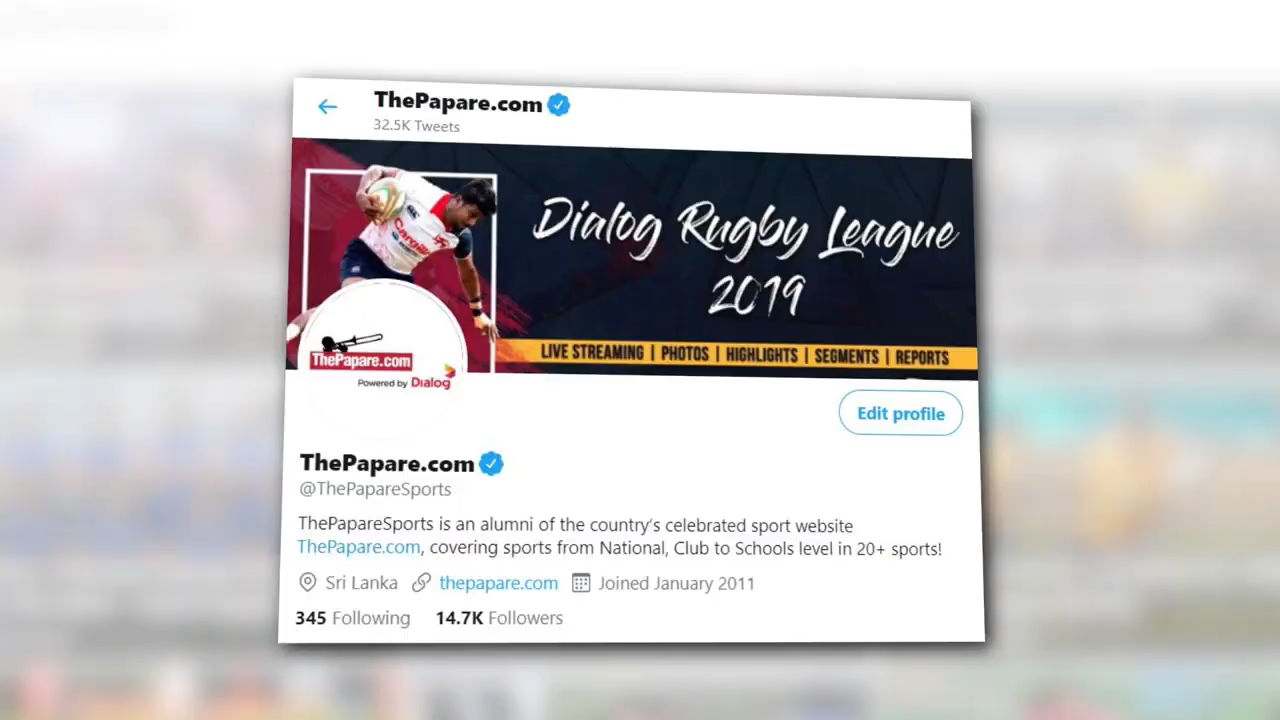 ThePapare.com
32.5K Tweets
Dialog Rugby League
2019
Cargills
LIVE STREAMING | PHOTOS | HIGHLIGHTS | SEGMENTS | REPORTS
ThePapare.com
Powered by Dialog
Edit profile
ThePapare.com
@ThePapareSports
ThePapareSports is an alumni of the country's celebrated sport website
ThePapare.com, covering sports from National, Club to Schools level in 20+ sports!
Sri Lanka thepapare.com Joined January 2011
345 Following 14.7K Followers